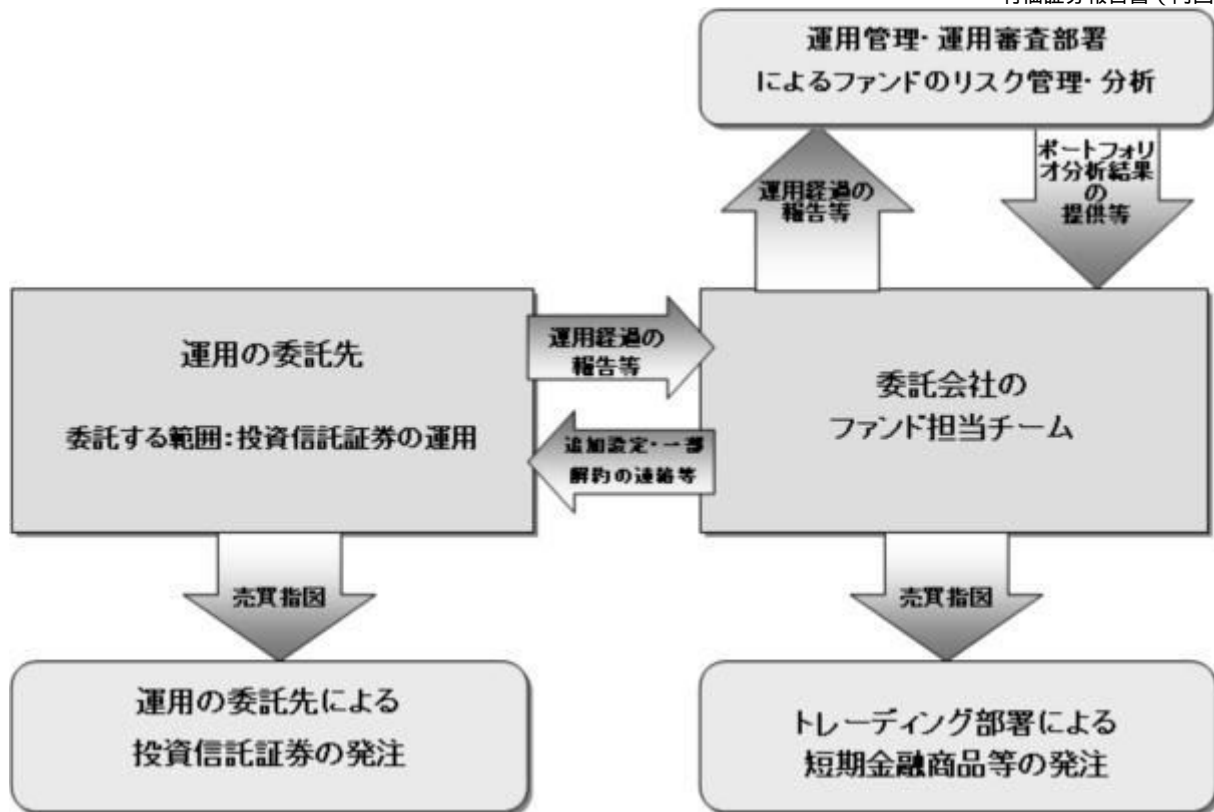 運用管理・運用審査部署
によるファンドのリスク管理・分析
運用経過の
報告等
ポートフォリ
オ分析結果
の
提供等
運用の委託先
委託する範囲:投資信託証券の運用
運用経過の
報告等
追加設定・一部
解約の連絡等
委託会社の
ファンド担当チーム
売買指図
売買指図
運用の委託先による
投資信託証券の発注
トレーディング部署による
短期金融商品等の発注